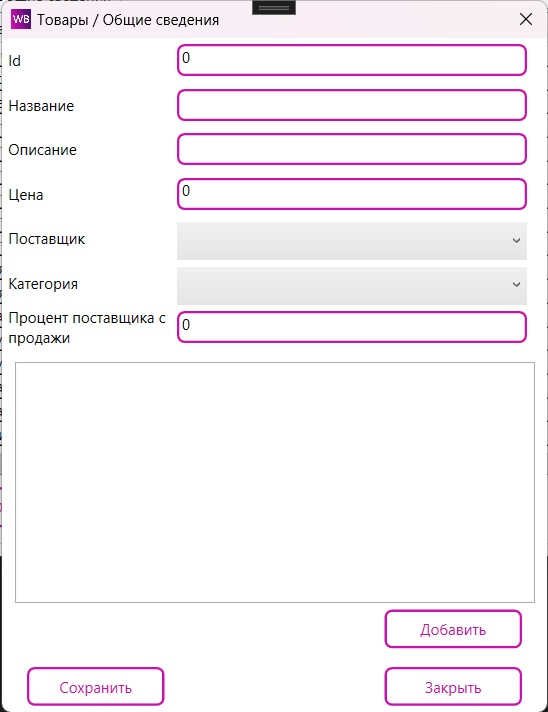 WB Товары / Общие сведения
Id 0
Название
Описание
Цена 0
Поставщик
Категория
Процент поставщика с
продажи 0
Добавить
Сохранить Закрыть